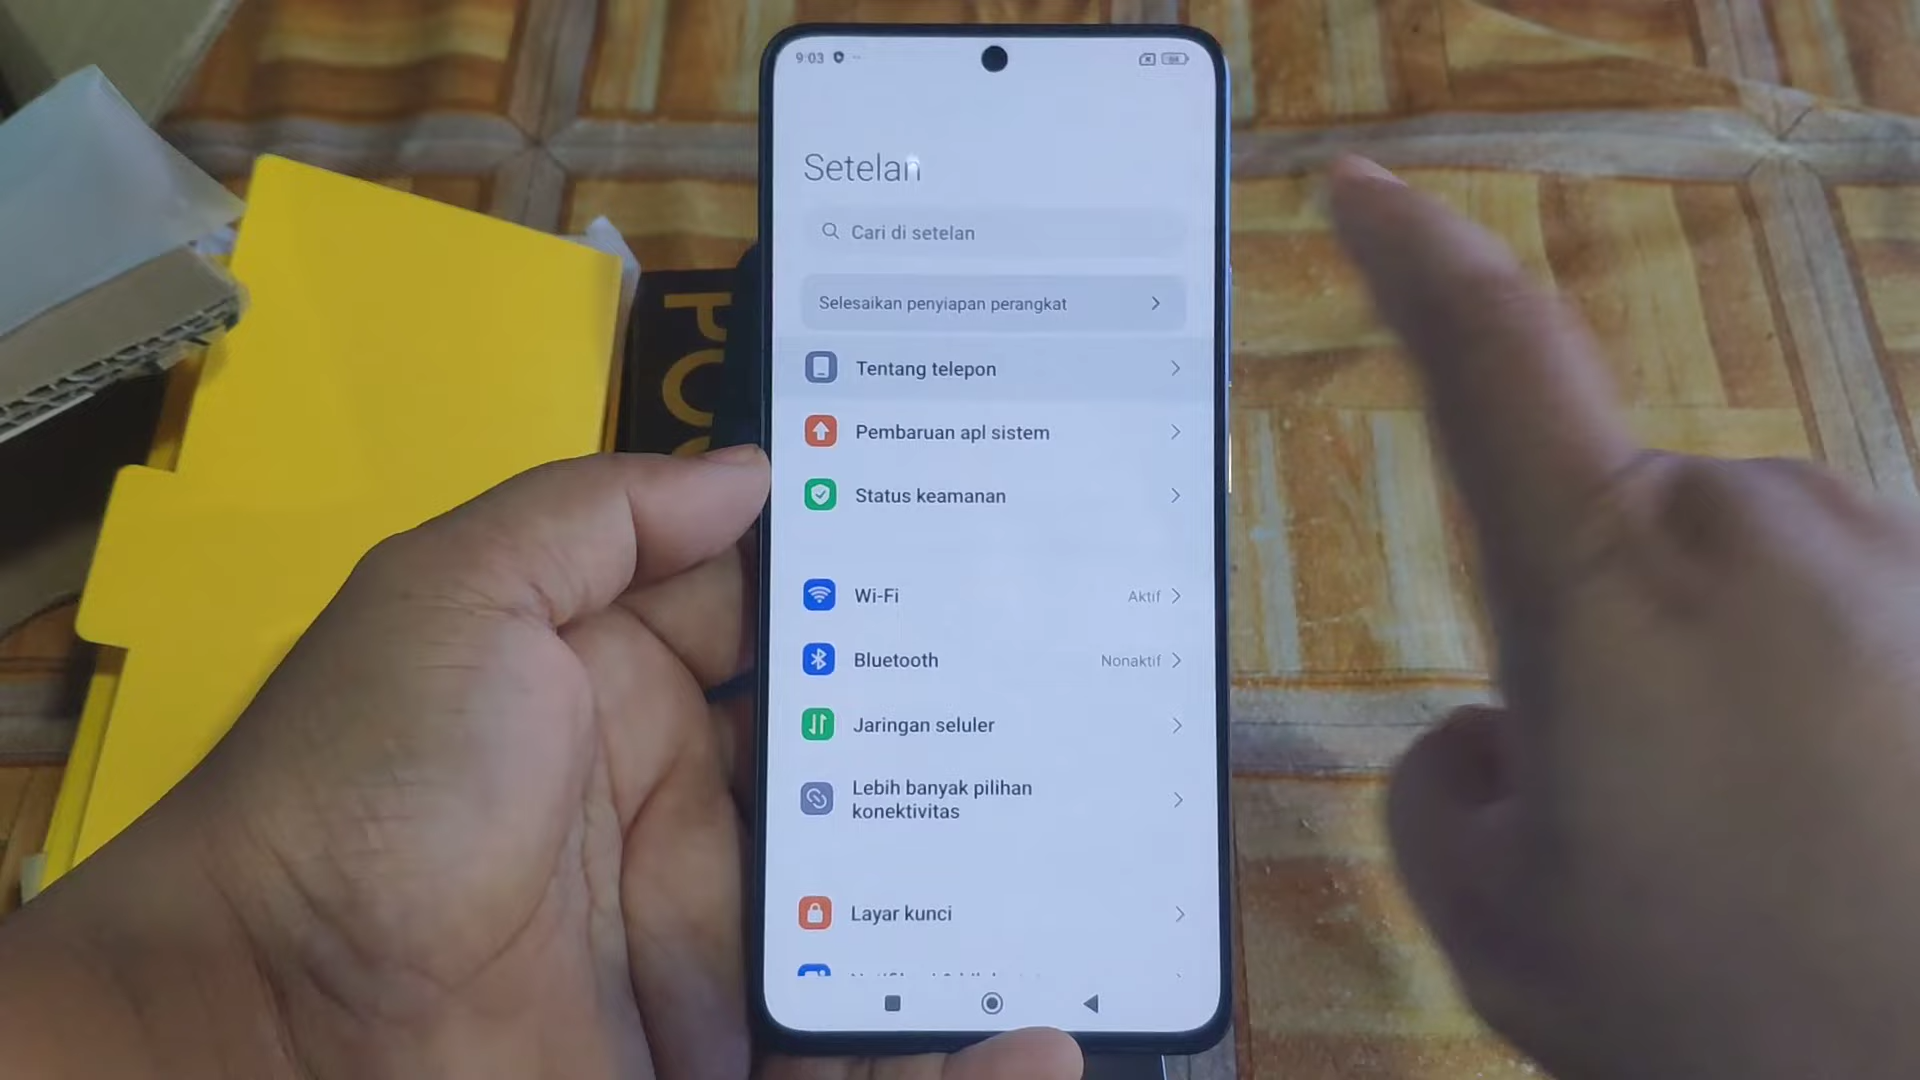 9:03
Setelan
Cari di setelan
Selesaikan penyiapan perangkat
Tentang telepon
Pembaruan apl sistem
Status keamanan
Wi-Fi
Aktif
Bluetooth
Nonaktif
Jaringan seluler
Lebih banyak pilihan
konektivitas
Layar kunci